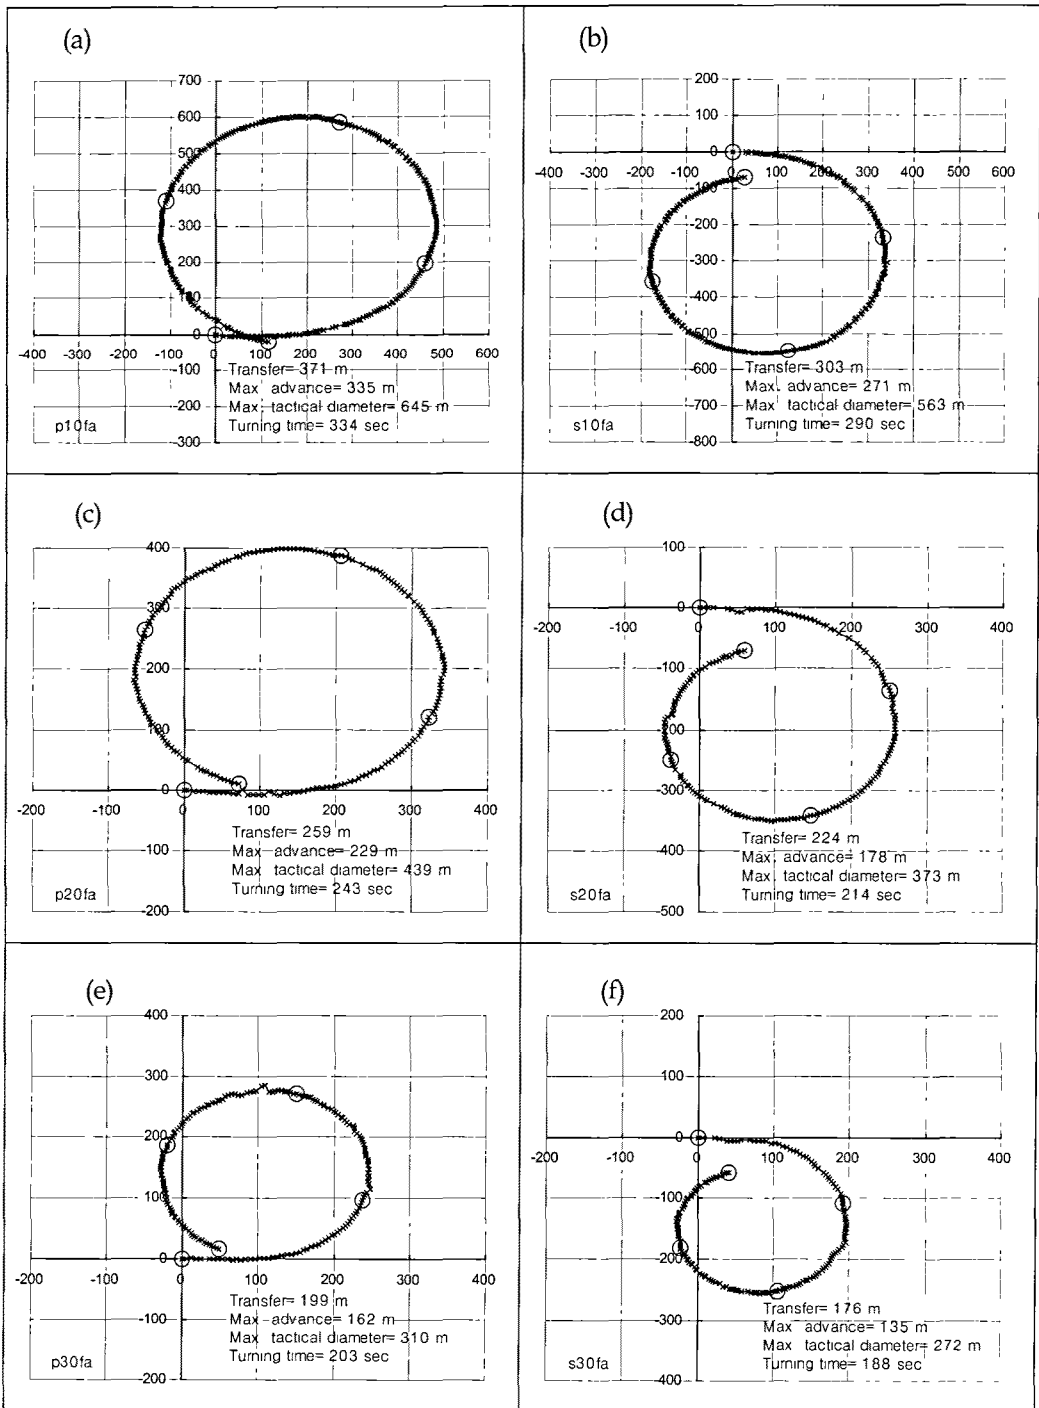 (a)
700
600
500
400
300
200
100
0
-400 -300 -200 -100 0 100 200 300 400 500 600
-100
-200
-300
Transfer= 371 m
Max. advance= 335 m
Max. tactical diameter= 645 m
Turning time= 334 sec
p10fa
(b)
200
100
0
-400 -300 -200 -100 0 100 200 300 400 500 600
-100
-200
-300
-400
-500
-600
-700
-800
Transfer= 303 m
Max. advance= 271 m
Max tactical diameter= 563 m
Turning time= 290 sec
s10fa
(c)
400
300
200
100
0
-200 -100 0 100 200 300 400
-100
-200
Transfer= 259 m
Max advance= 229 m
Max tactical diameter= 439 m
Turning time= 243 sec
p20fa
(d)
100
0
-200 -100 0 100 200 300 400
-100
-200
-300
-400
-500
Transfer= 224 m
Max. advance= 178 m
Max. tactical diameter= 373 m
Turning time= 214 sec
s20fa
(e)
400
300
200
100
0
-200 -100 0 100 200 300 400
-100
-200
Transfer= 199 m
Max advance= 162 m
Max tactical diameter= 310 m
Turning time= 203 sec
p30fa
(f)
200
100
0
-200 -100 0 100 200 300 400
-100
-200
-300
-400
Transfer= 176 m
Max advance= 135 m
Max tactical diameter= 272 m
Turning time= 188 sec
s30fa